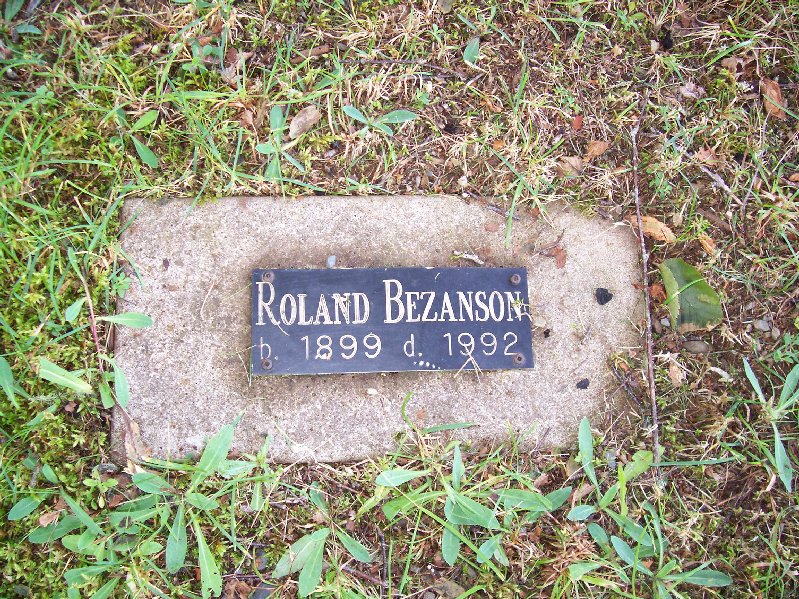 ROLAND BEZANSON
b. 1899 d. 1992